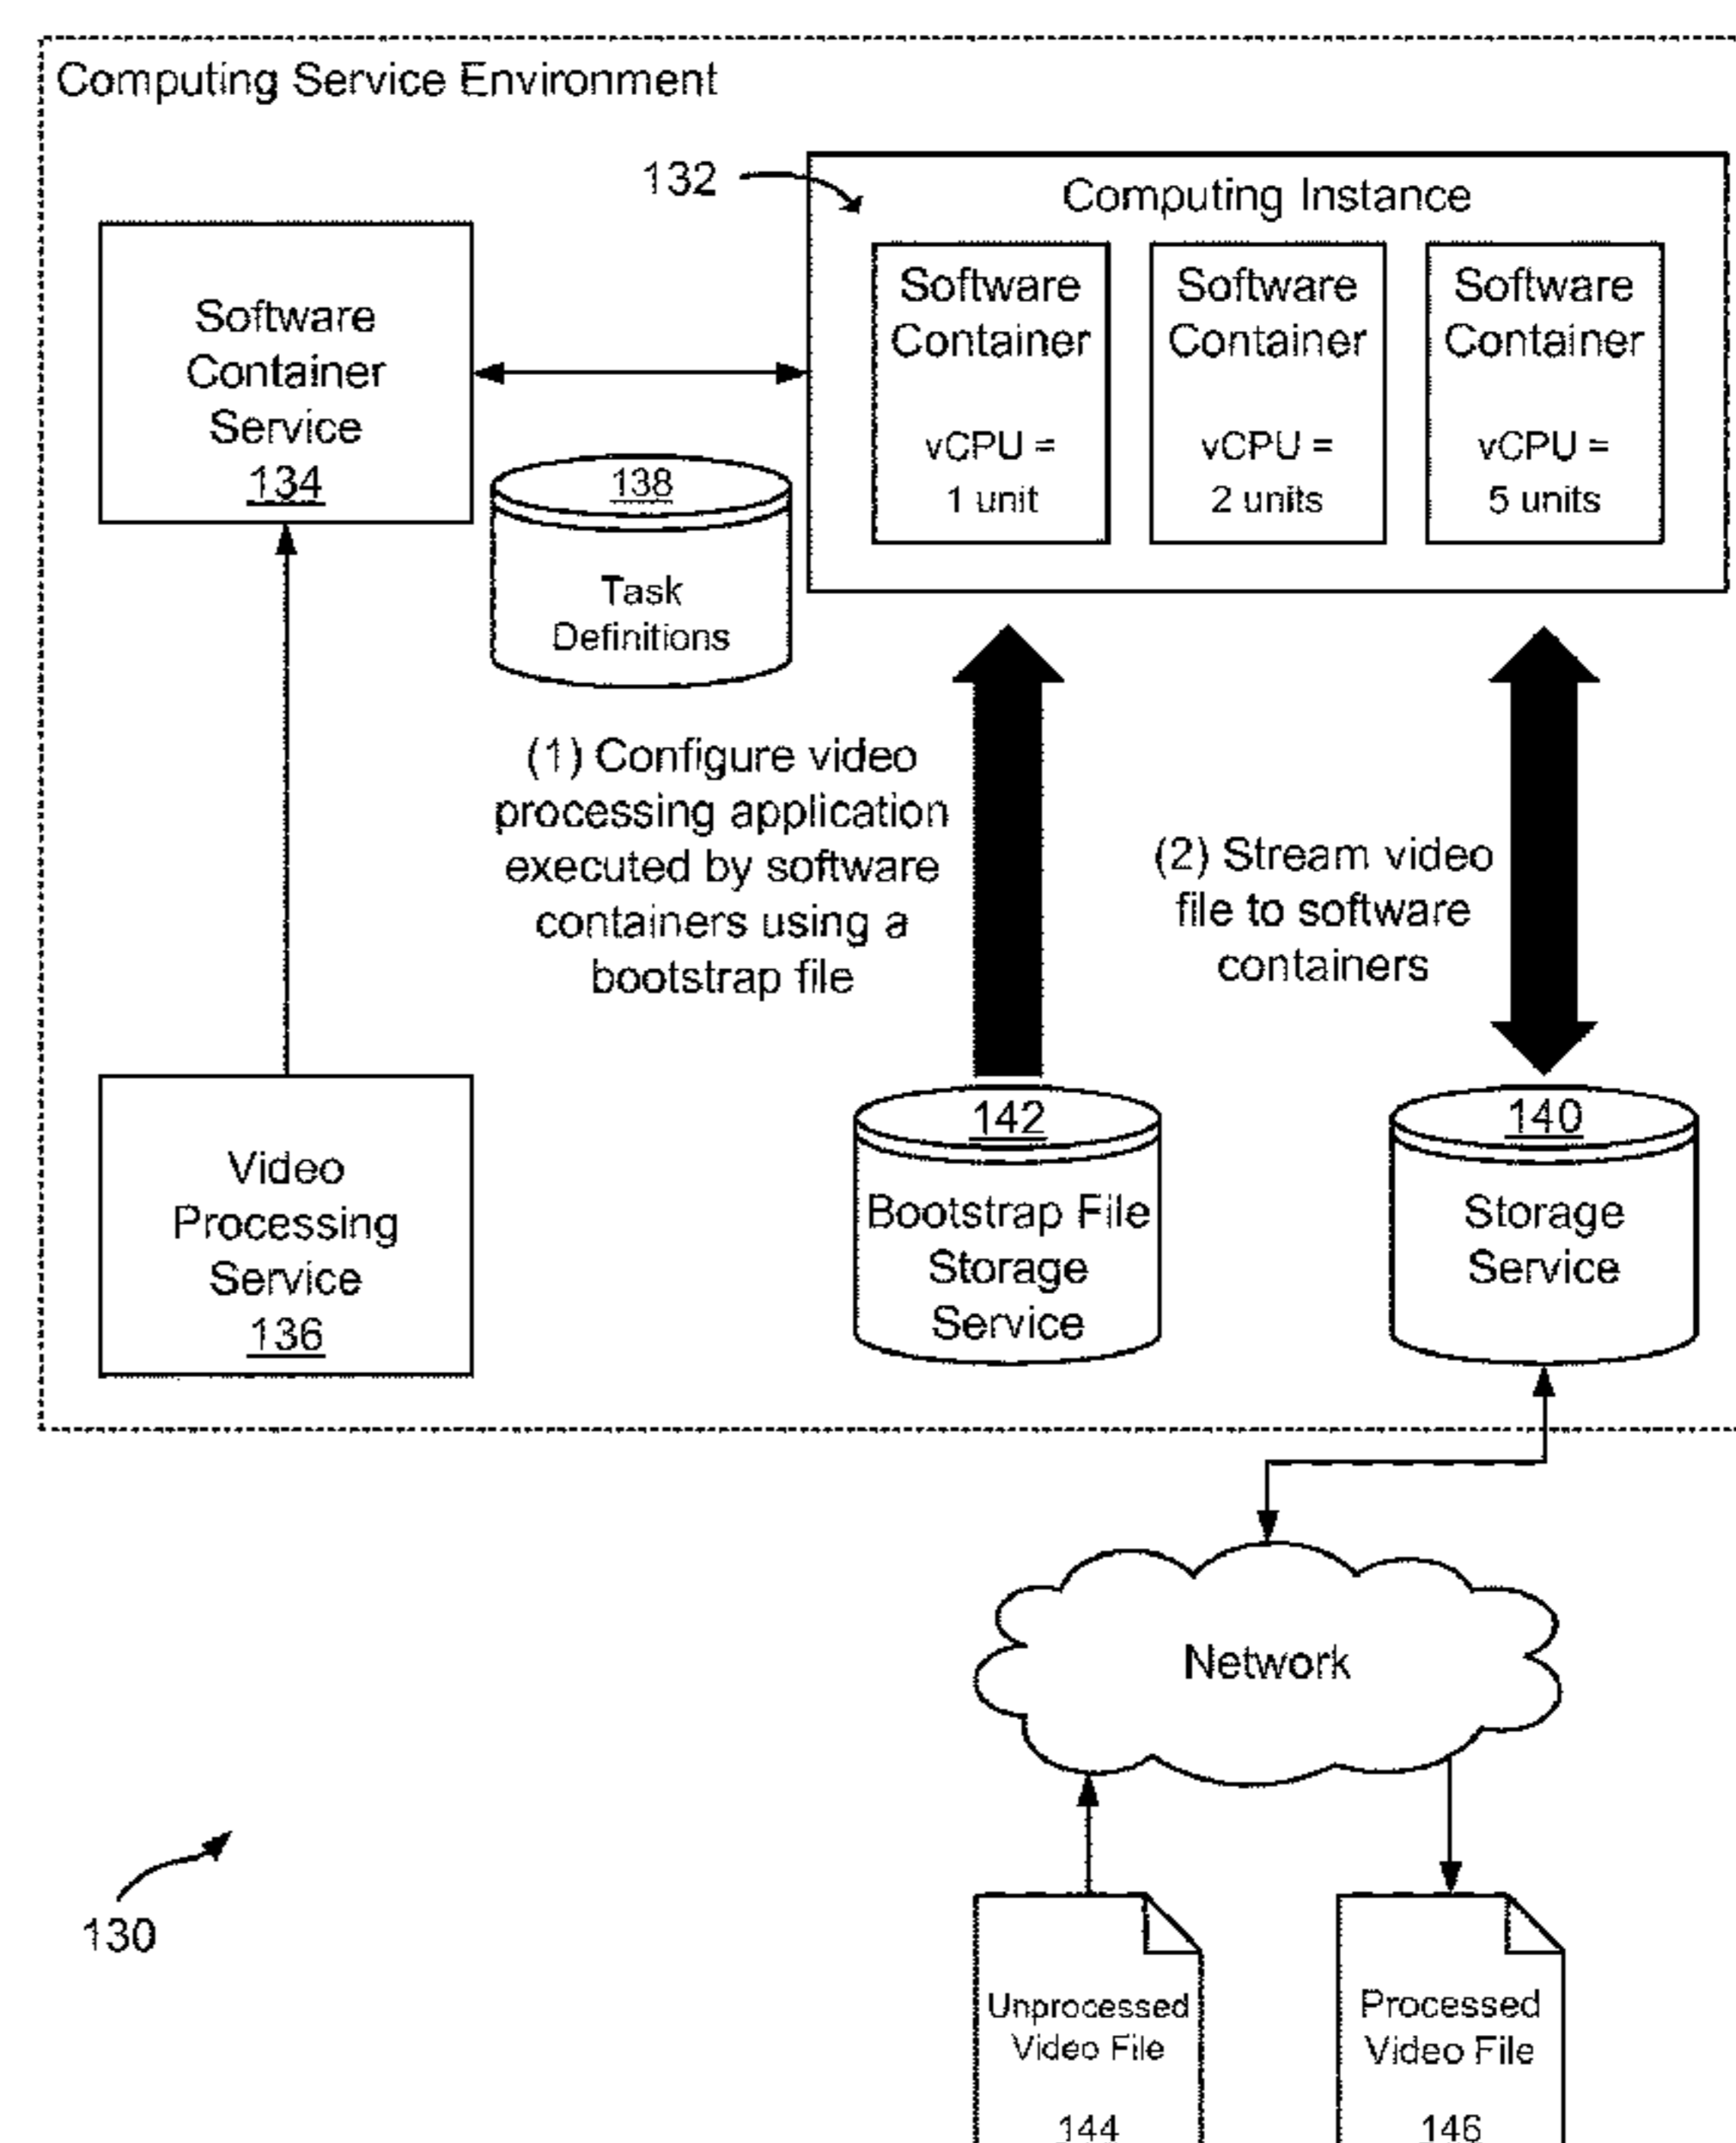 Computing Service Environment
132
Computing Instance
Software
Container
Service
134
Software
Container
vCPU =
1 unit
Software
Container
vCPU =
2 units
Software
Container
vCPU =
5 units
138
Task
Definitions
(1) Configure video
processing application
executed by software
containers using a
bootstrap file
(2) Stream video
file to software
containers
Video
Processing
Service
136
142
Bootstrap File
Storage
Service
140
Storage
Service
Network
130
Unprocessed
Video File
144
Processed
Video File
146